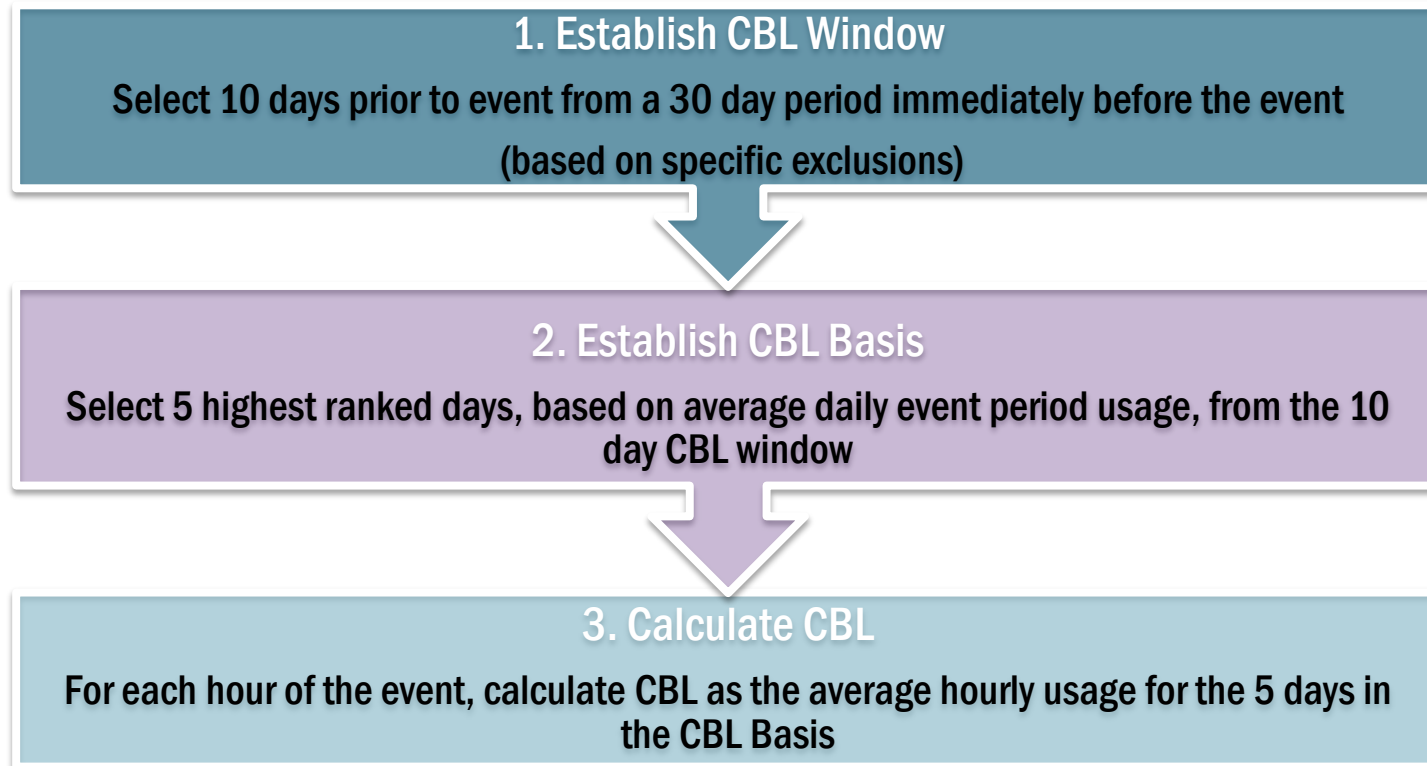 1. Establish CBL Window
Select 10 days prior to event from a 30 day period immediately before the event
(based on specific exclusions)
2. Establish CBL Basis
Select 5 highest ranked days, based on average daily event period usage, from the 10
day CBL window
3. Calculate CBL
For each hour of the event, calculate CBL as the average hourly usage for the 5 days in
the CBL Basis